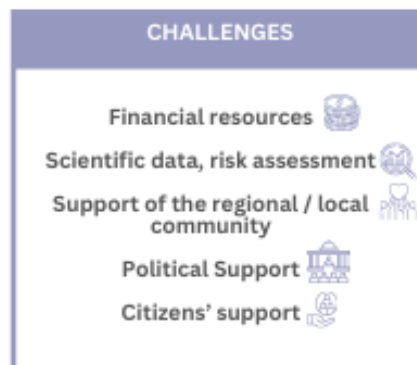 CHALLENGES
Financial resources
Scientific data, risk assessment
Support of the regional / local
community
Political Support
Citizens’ support